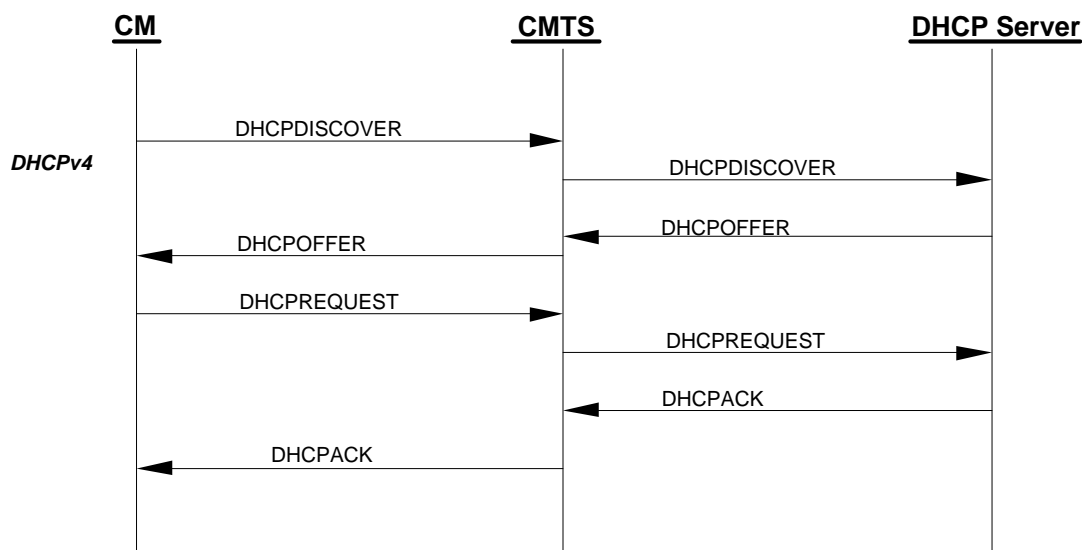 CM
CMTS
DHCP Server
DHCPDISCOVER
DHCPv4
DHCPDISCOVER
DHCPOFFER
DHCPOFFER
DHCPREQUEST
DHCPREQUEST
DHCPACK
DHCPACK